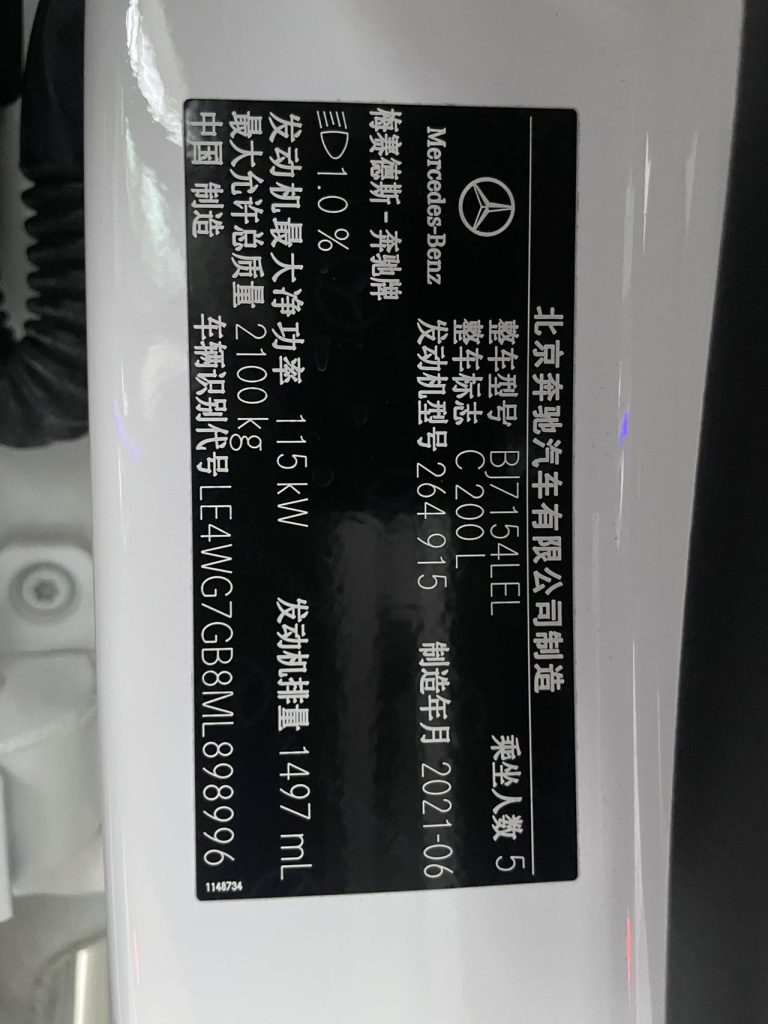 北京奔驰汽车有限公司制造
Mercedes-Benz
梅赛德斯-奔驰牌
整车型号 BJ7154LEL 乘坐人数 5
整车标志 C 200 L
发动机型号 264 915 制造年月 2021-06
1.0 %
发动机最大净功率 115 kW 发动机排量 1497 mL
最大允许总质量 2100 kg
中国 制造 车辆识别代号 LE4WG7GB8ML898996
1148734